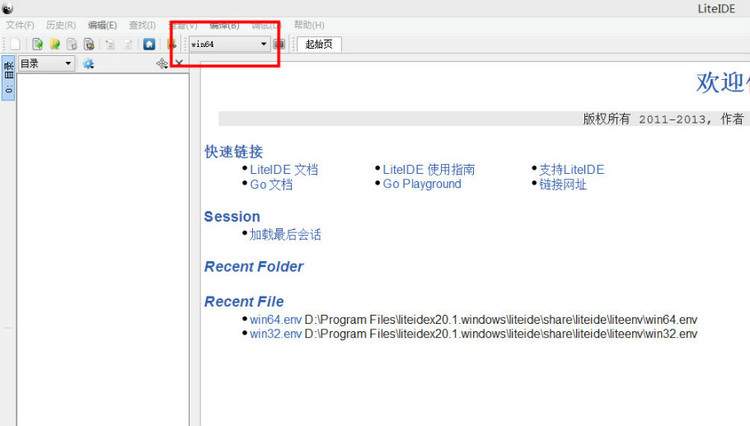 LiteIDE
文件(F) 历史(R) 编辑(E) 查找(I) 查看(V) 编译(B) 调试(D) 帮助(H)
win64 起始页
0: 目录
目录
欢迎
版权所有 2011-2013, 作者
快速链接
LiteIDE 文档 LiteIDE 使用指南 支持LiteIDE
Go 文档 Go Playground 链接网址
Session
加载最后会话
Recent Folder
Recent File
win64.env D:\Program Files\liteidex20.1.windows\liteide\share\liteide\liteenv\win64.env
win32.env D:\Program Files\liteidex20.1.windows\liteide\share\liteide\liteenv\win32.env